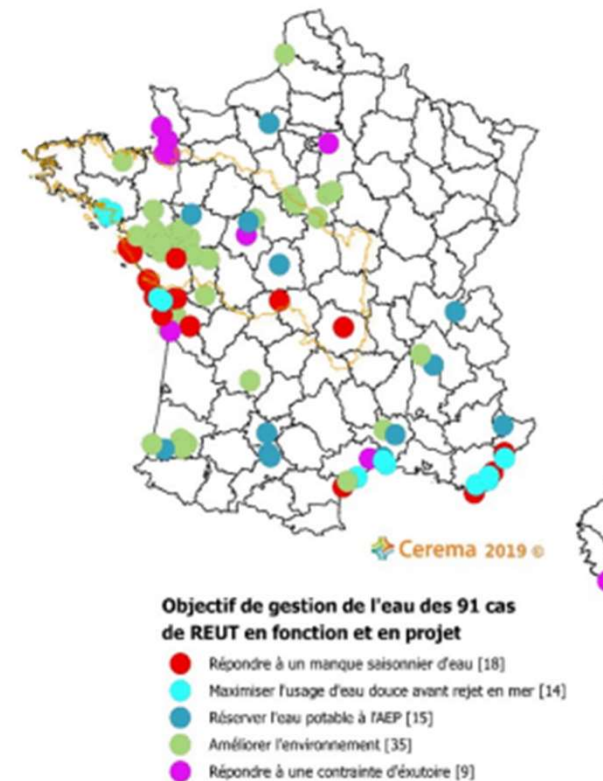 Cerema 2019 ©
Objectif de gestion de l'eau des 91 cas
de REUT en fonction et en projet
Répondre à un manque saisonnier d'eau [18]
Maximiser l'usage d'eau douce avant rejet en mer [14]
Réserver l'eau potable à l'AEP [15]
Améliorer l'environnement [35]
Répondre à une contrainte d'éxutoire [9]